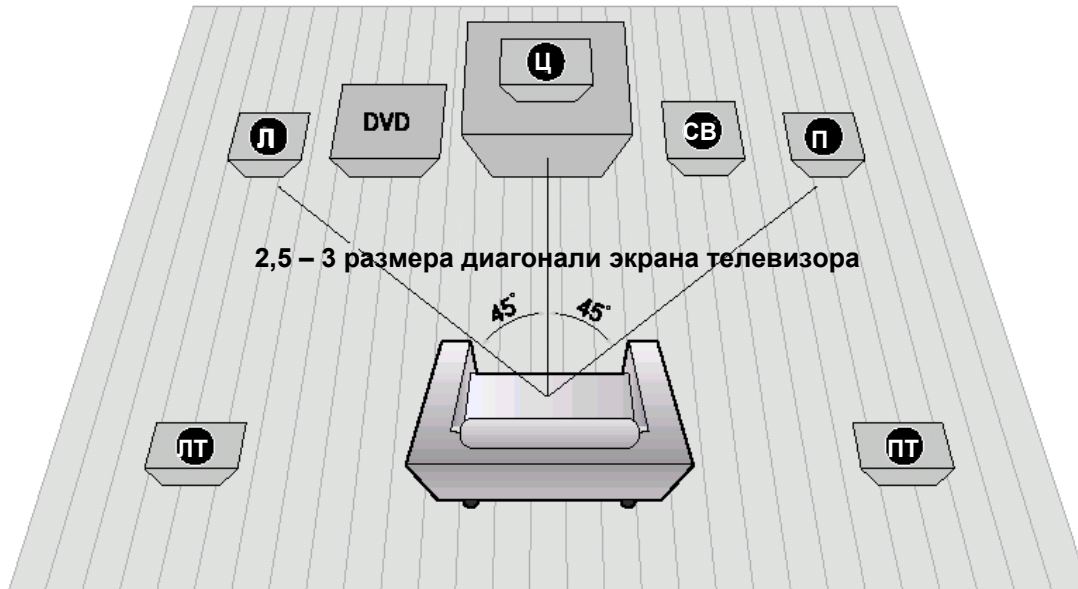 Ц
Л
DVD
СВ
П
2,5 – 3 размера диагонали экрана телевизора
45°
45°
ЛТ
ПТ